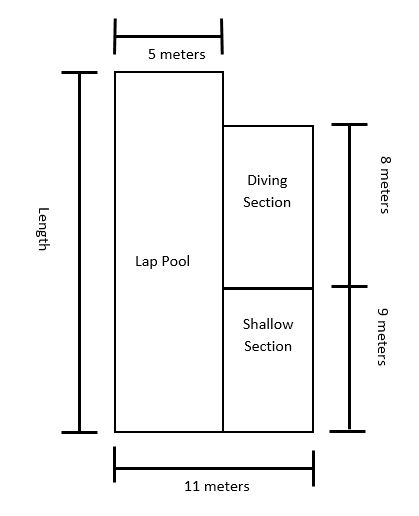 5 meters
Length
Lap Pool
Diving
Section
8 meters
Shallow
Section
9 meters
11 meters